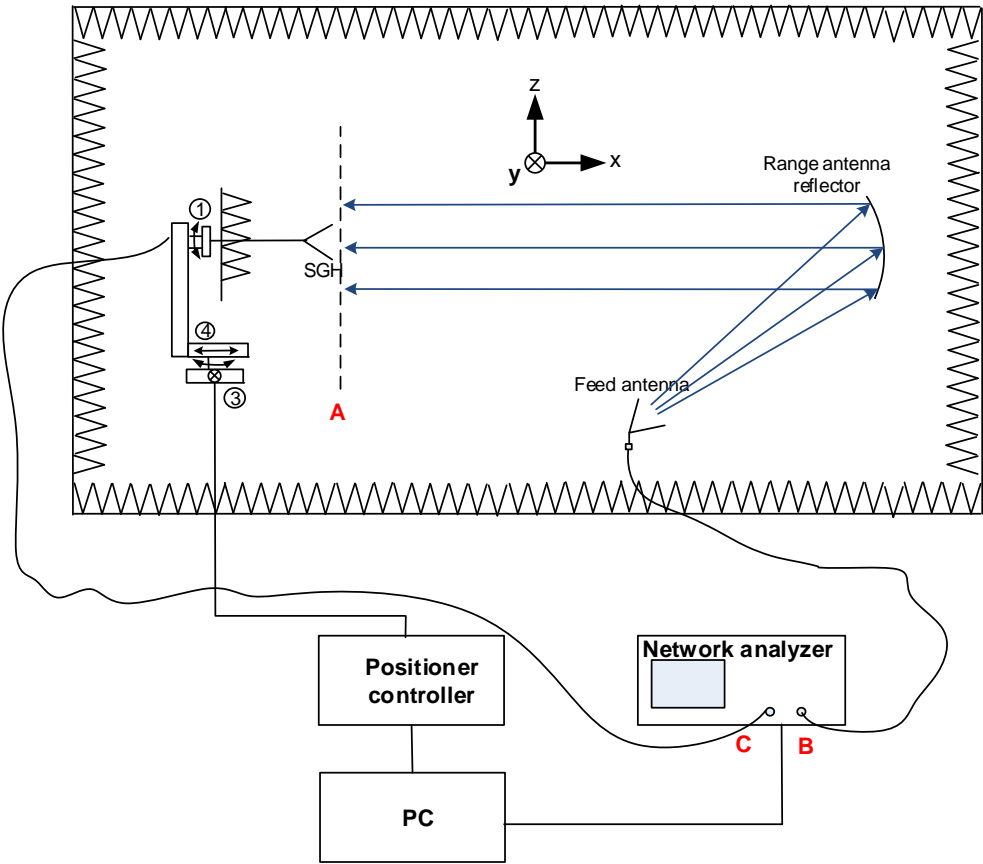 z
x
y
Range antenna
reflector
①
SGH
④
③
A
Feed antenna
Positioner
controller
Network analyzer
C
B
PC